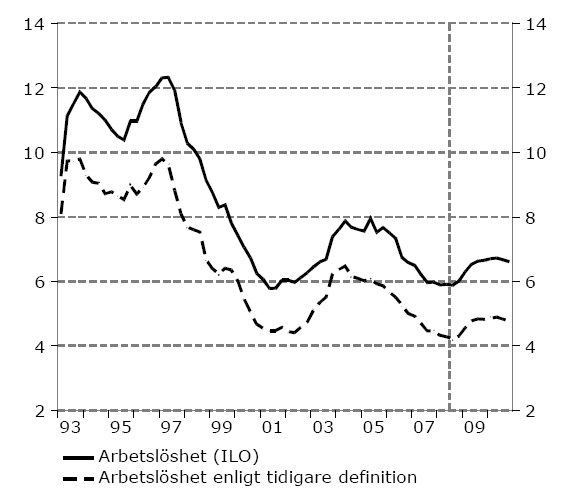 14 14
12 12
10 10
8 8
6 6
4 4
2 2
93 95 97 99 01 03 05 07 09
Arbetslöshet (ILO)
Arbetslöshet enligt tidigare definition